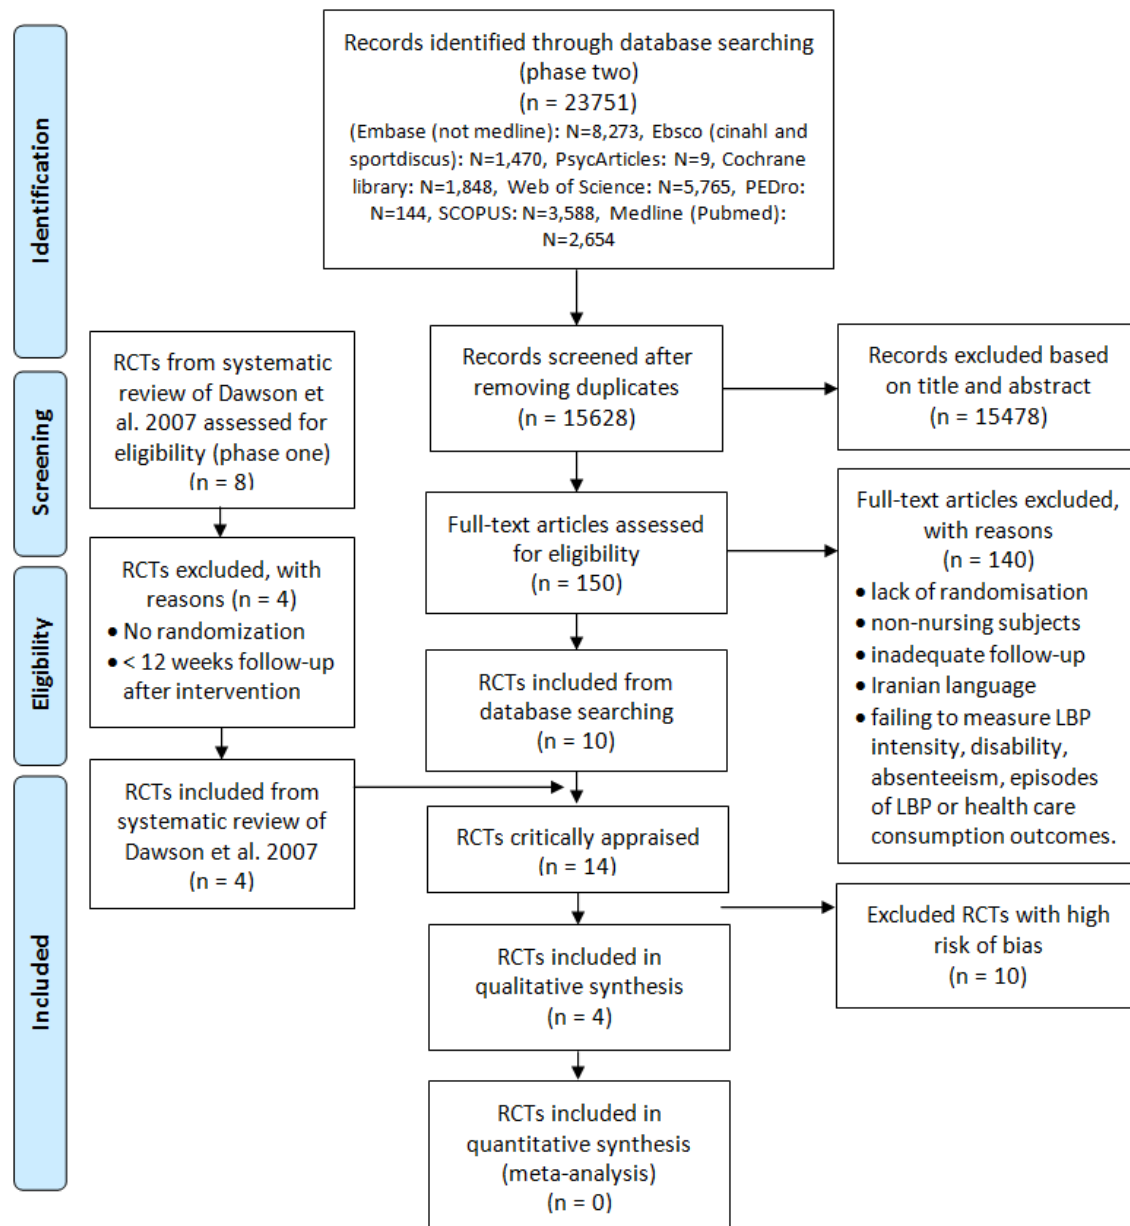 Identification
Records identified through database searching
(phase two)
(n = 23751)
(Embase (not medline): N=8,273, Ebsco (cinahl and
sportdiscus): N=1,470, PsycArticles: N=9, Cochrane
library: N=1,848, Web of Science: N=5,765, PEDro:
N=144, SCOPUS: N=3,588, Medline (Pubmed):
N=2,654
Screening
RCTs from systematic
review of Dawson et
al. 2007 assessed for
eligibility (phase one)
(n = 8)
Records screened after
removing duplicates
(n = 15628)
Records excluded based
on title and abstract
(n = 15478)
Full-text articles assessed
for eligibility
(n = 150)
Full-text articles excluded,
with reasons
(n = 140)
• lack of randomisation
• non-nursing subjects
• inadequate follow-up
• Iranian language
• failing to measure LBP
intensity, disability,
absenteeism, episodes
of LBP or health care
consumption outcomes.
Eligibility
RCTs excluded, with
reasons (n = 4)
• No randomization
• < 12 weeks follow-up
after intervention
RCTs included from
database searching
(n = 10)
Included
RCTs included from
systematic review of
Dawson et al. 2007
(n = 4)
RCTs critically appraised
(n = 14)
Excluded RCTs with high
risk of bias
(n = 10)
RCTs included in
qualitative synthesis
(n = 4)
RCTs included in
quantitative synthesis
(meta-analysis)
(n = 0)